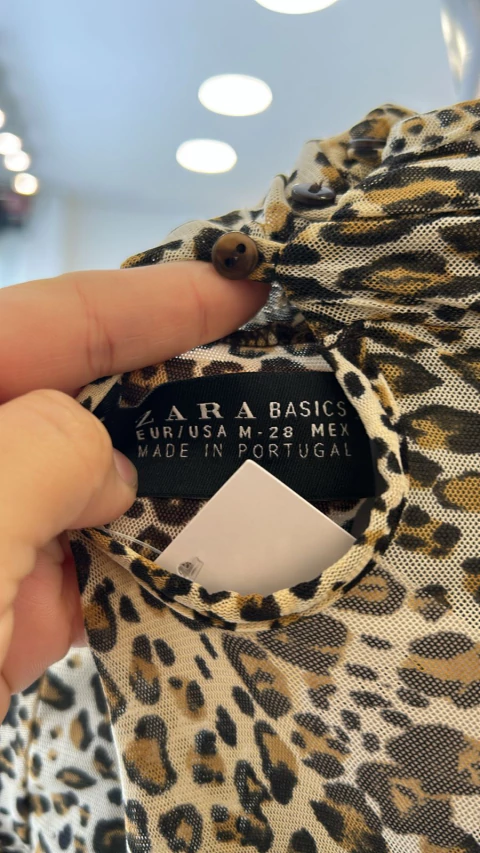 ZARA BASICS
EUR/USA M-28 MEX
MADE IN PORTUGAL